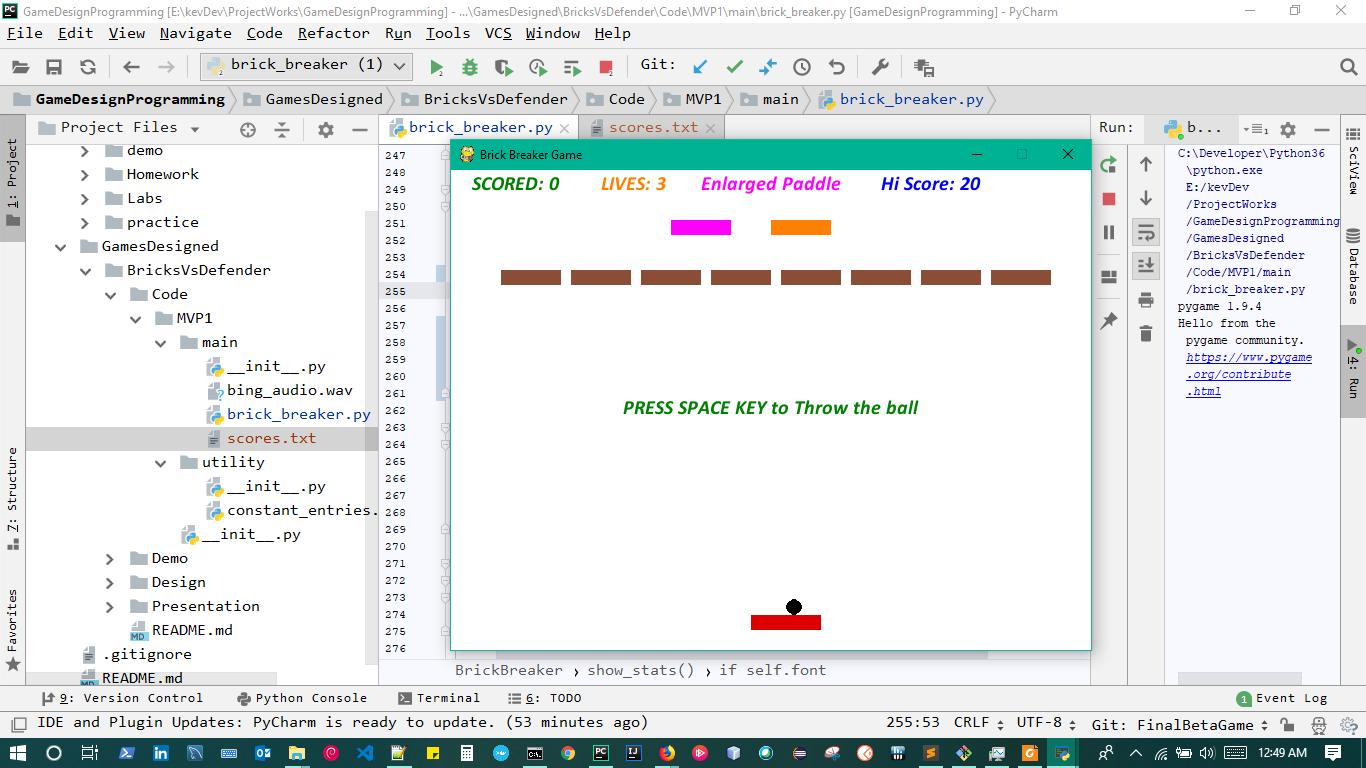 GameDesignProgramming [E:\kevDev\ProjectWorks\GameDesignProgramming] - ...\GamesDesigned\BricksVsDefender\Code\MVP1\main\brick_breaker.py [GameDesignProgramming] - PyCharm
File Edit View Navigate Code Refactor Run Tools VCS Window Help
brick_breaker (1) Git:
GameDesignProgramming GamesDesigned BricksVsDefender Code MVP1 main brick_breaker.py
Project Files
brick_breaker.py scores.txt
Run: b...
1: Project
7: Structure
Favorites
demo
Homework
Labs
practice
GamesDesigned
BricksVsDefender
Code
MVP1
main
__init__.py
bing_audio.wav
brick_breaker.py
scores.txt
utility
__init__.py
constant_entries.
__init__.py
Demo
Design
Presentation
README.md
.gitignore
README.md
247
248
249
250
251
252
253
254
255
256
257
258
259
260
261
262
263
264
265
266
267
268
269
270
271
272
273
274
275
276
Brick Breaker Game
SCORED: 0 LIVES: 3 Enlarged Paddle Hi Score: 20
PRESS SPACE KEY to Throw the ball
BrickBreaker › show_stats() › if self.font
C:\Developer\Python36
\python.exe
E:/kevDev
/ProjectWorks
/GameDesignProgramming
/GamesDesigned
/BricksVsDefender
/Code/MVP1/main
/brick_breaker.py
pygame 1.9.4
Hello from the
pygame community.
https://www.pygame
.org/contribute
.html
SciView
Database
4: Run
9: Version Control Python Console Terminal 6: TODO 1 Event Log
IDE and Plugin Updates: PyCharm is ready to update. (53 minutes ago) 255:53 CRLF UTF-8 Git: FinalBetaGame
12:49 AM